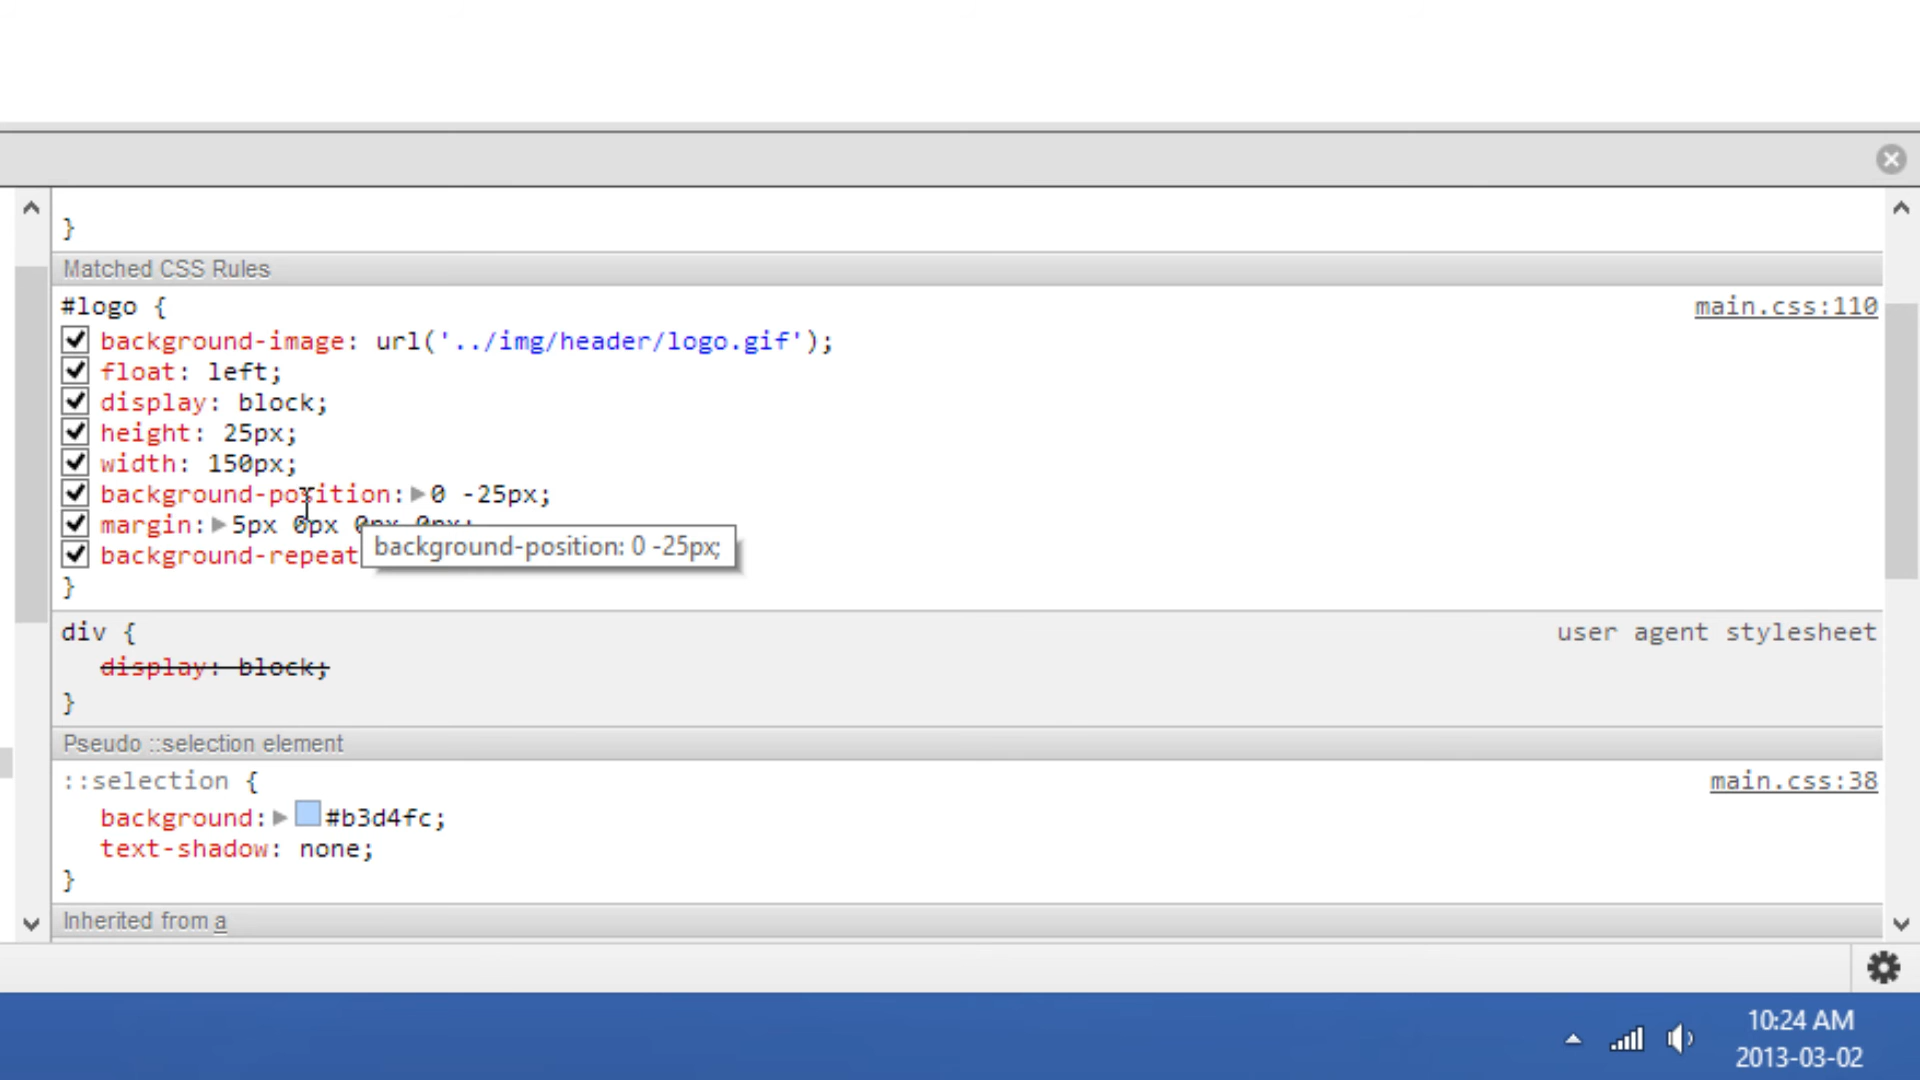 }
Matched CSS Rules
#logo {
main.css:110
background-image: url('../img/header/logo.gif');
float: left;
display: block;
height: 25px;
width: 150px;
background-position: 0 -25px;
margin: 5px 0px 0px 0px;
background-repeat
background-position: 0 -25px;
}
div {
user agent stylesheet
display: block;
}
Pseudo ::selection element
::selection {
main.css:38
background: #b3d4fc;
text-shadow: none;
}
Inherited from a
10:24 AM
2013-03-02